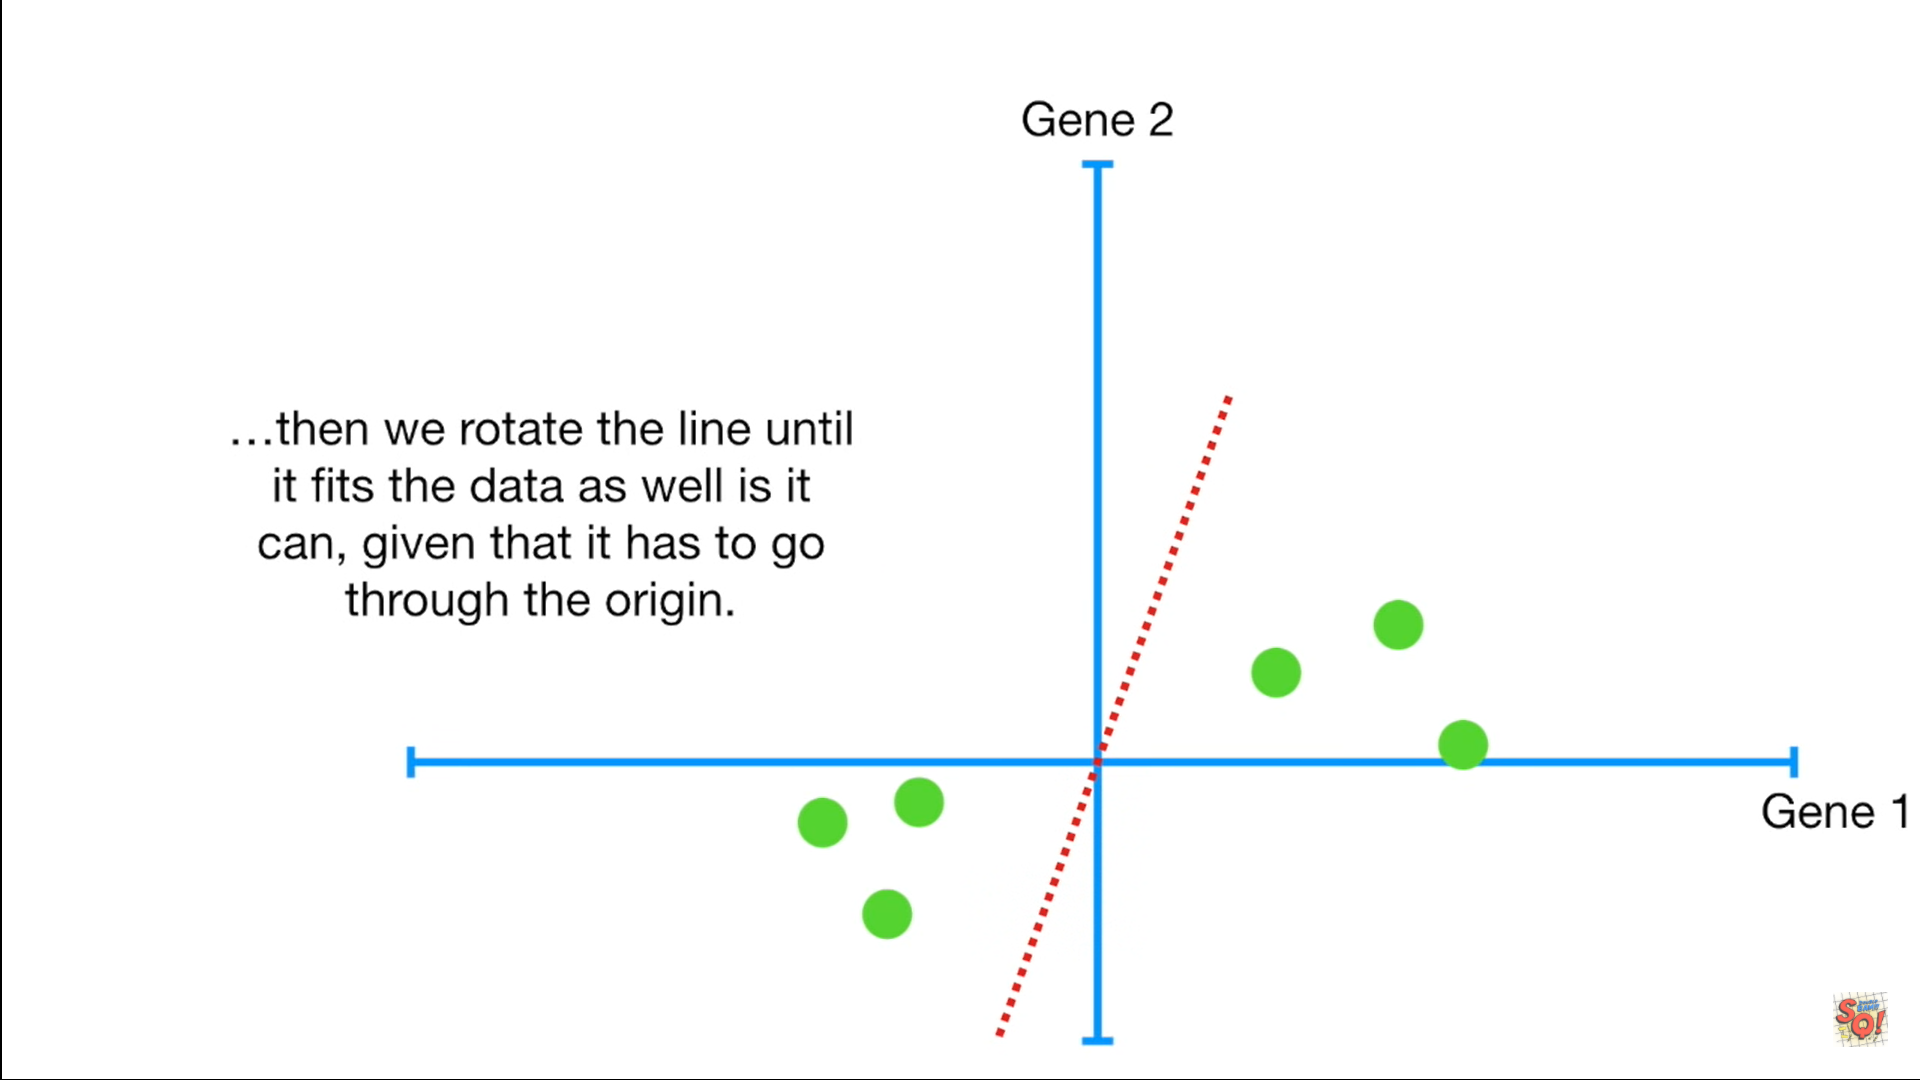 Gene 2
…then we rotate the line until
it fits the data as well is it
can, given that it has to go
through the origin.
Gene 1
SQ!